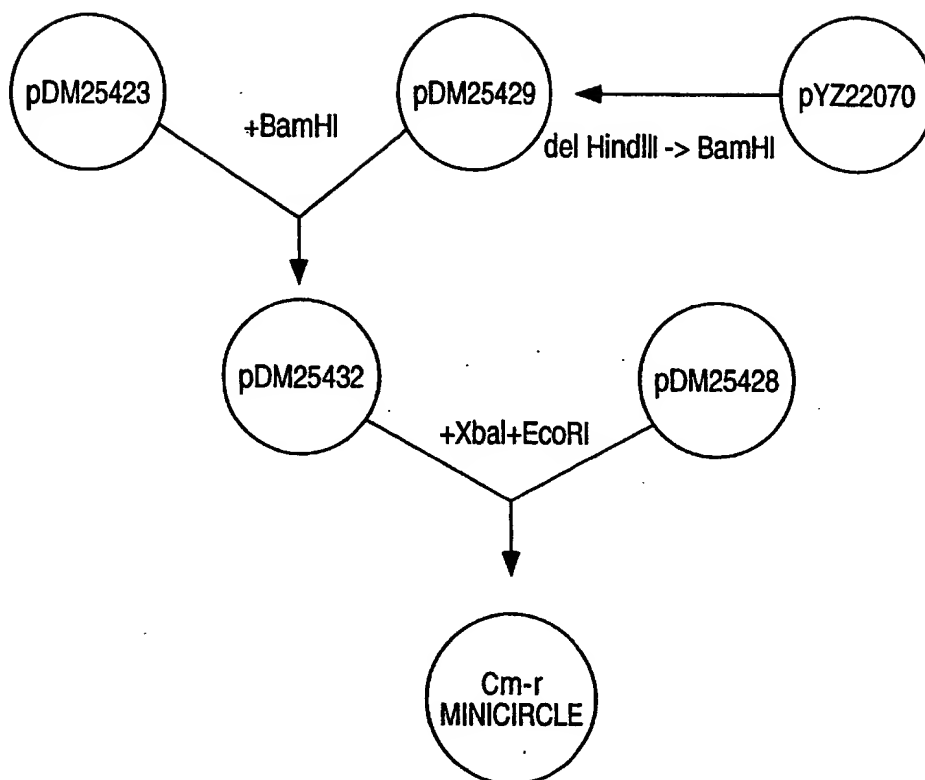 pDM25423
pDM25429
pYZ22070
+BamHI
del HindIII -> BamHI
pDM25432
pDM25428
+XbaI+EcoRI
Cm-r
MINICIRCLE